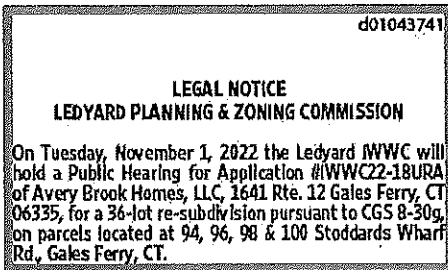 d01043741
LEGAL NOTICE
LEDYARD PLANNING & ZONING COMMISSION
On Tuesday, November 1, 2022 the Ledyard IWWC will
hold a Public Hearing for Application #IWWC22-18URA
of Avery Brook Homes, LLC, 1641 Rte. 12 Gales Ferry, CT
06335, for a 36-lot re-subdivision pursuant to CGS 8-30g,
on parcels located at 94, 96, 98 & 100 Stoddards Wharf
Rd., Gales Ferry, CT.